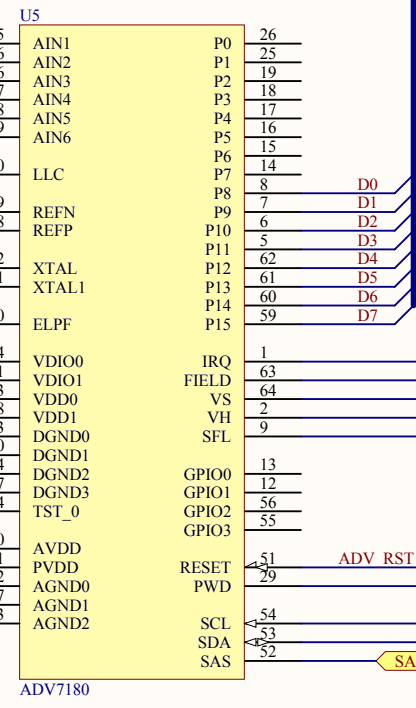 U5
AIN1 P0 26
AIN2 P1 25
AIN3 P2 19
AIN4 P3 18
AIN5 P4 17
AIN6 P5 16
P6 15
LLC P7 14
P8 8 D0
REFN P9 7 D1
REFP P10 6 D2
P11 5 D3
XTAL P12 62 D4
XTAL1 P13 61 D5
P14 60 D6
ELPF P15 59 D7
VDIO0 IRQ 1
VDIO1 FIELD 63
VDD0 VS 64
VDD1 VH 2
DGND0 SFL 9
DGND1
DGND2 GPIO0 13
DGND3 GPIO1 12
TST_0 GPIO2 56
GPIO3 55
AVDD
PVDD RESET 51 ADV RST
AGND0 PWD 29
AGND1
AGND2 SCL 54
SDA 53
SAS 52 SA
ADV7180